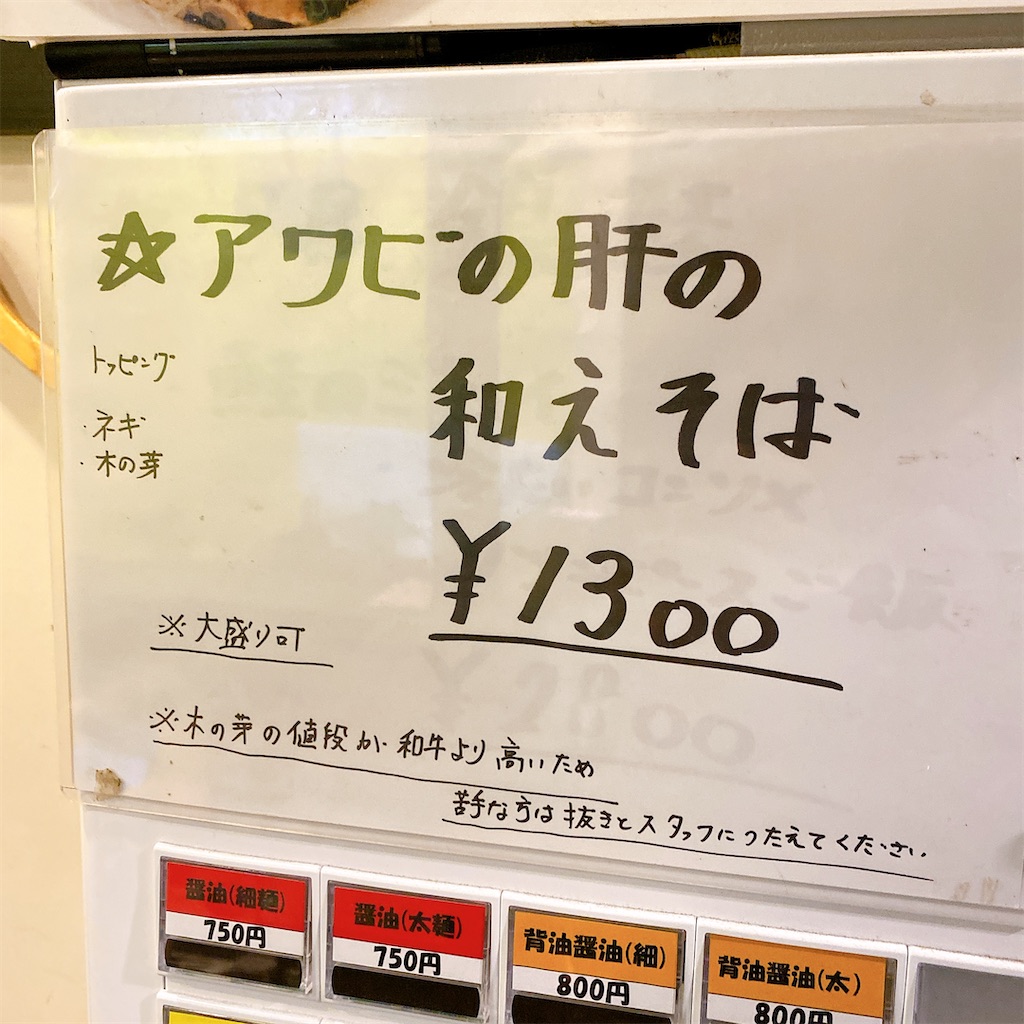 ☆アワビの肝の
和えそば
¥1300
トッピング
・ネギ
・木の芽
※大盛り可
※木の芽の値段が和牛より高いため
苦手な方は抜きとスタッフにつたえてください。
醤油(細麺)
750円
醤油(太麺)
750円
背油醤油(細)
800円
背油醤油(太)
800円